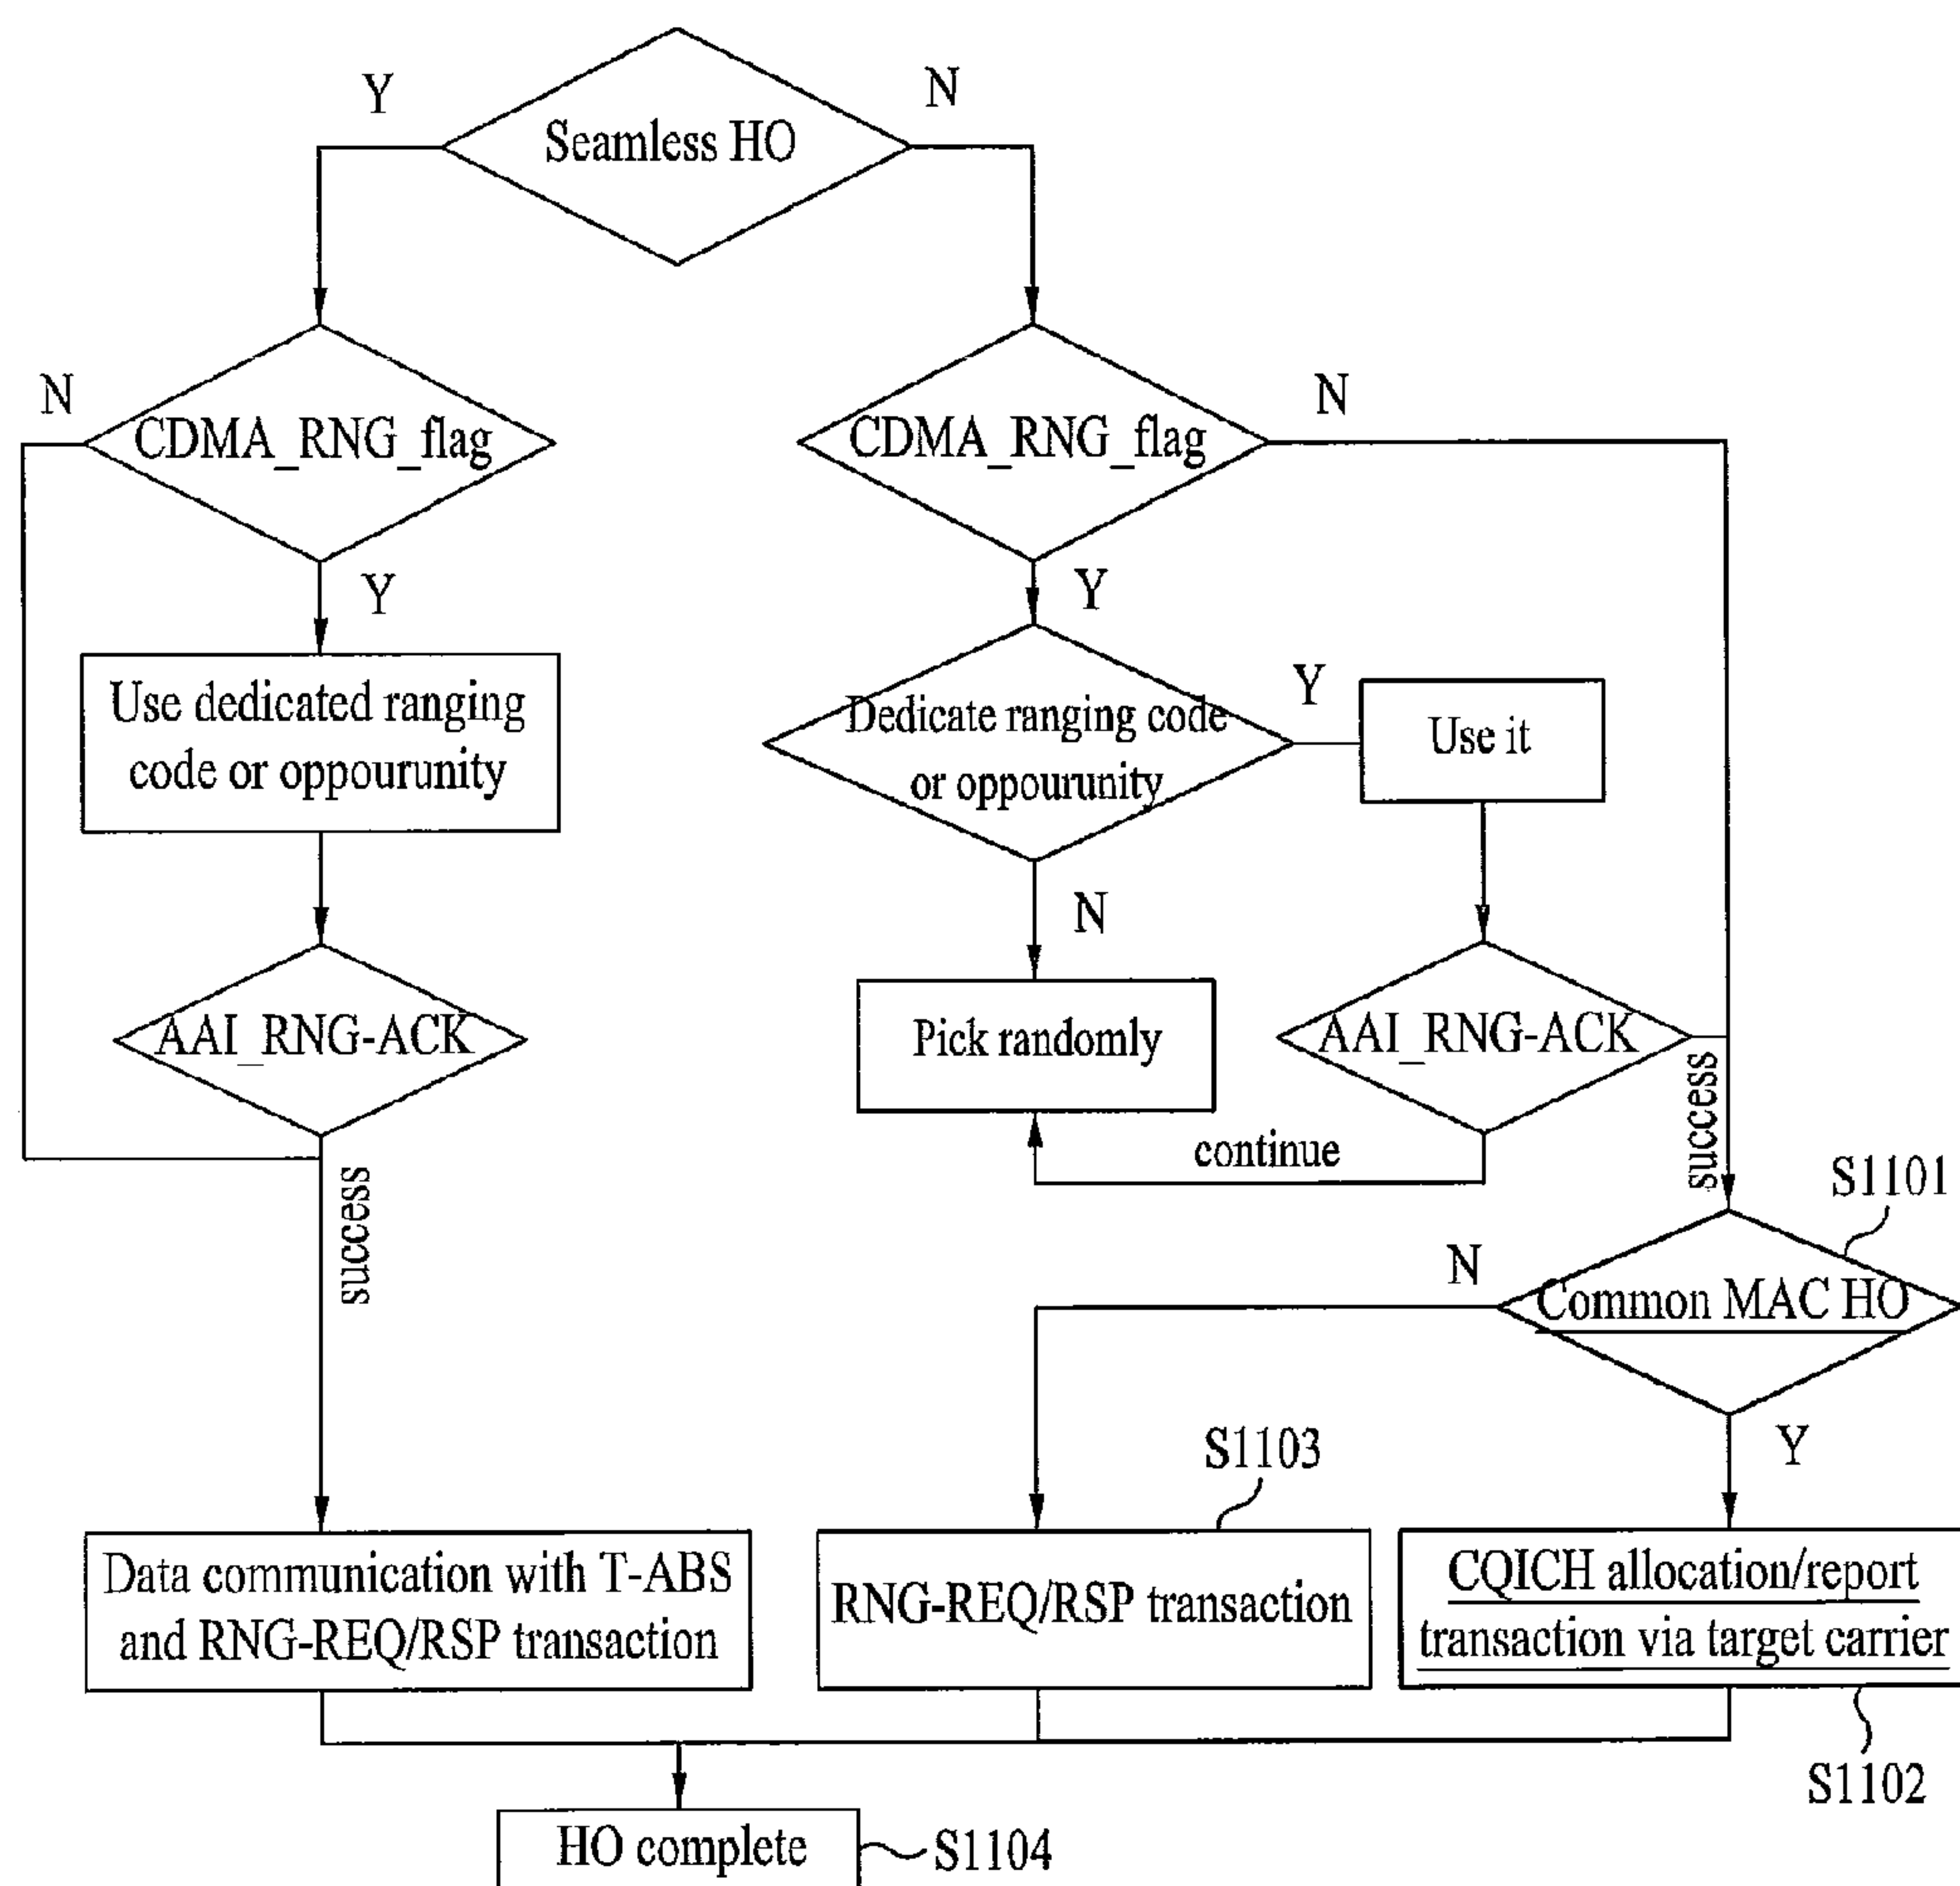 Y
N
Seamless HO
N
CDMA_RNG_flag
CDMA_RNG_flag
N
Y
Y
Use dedicated ranging
code or oppourunity
Dedicate ranging code
or oppourunity
Y
Use it
N
AAI_RNG-ACK
Pick randomly
AAI_RNG-ACK
continue
success
success
S1101
N
Common MAC HO
Y
S1103
Data communication with T-ABS
and RNG-REQ/RSP transaction
RNG-REQ/RSP transaction
CQICH allocation/report
transaction via target carrier
S1102
HO complete
S1104